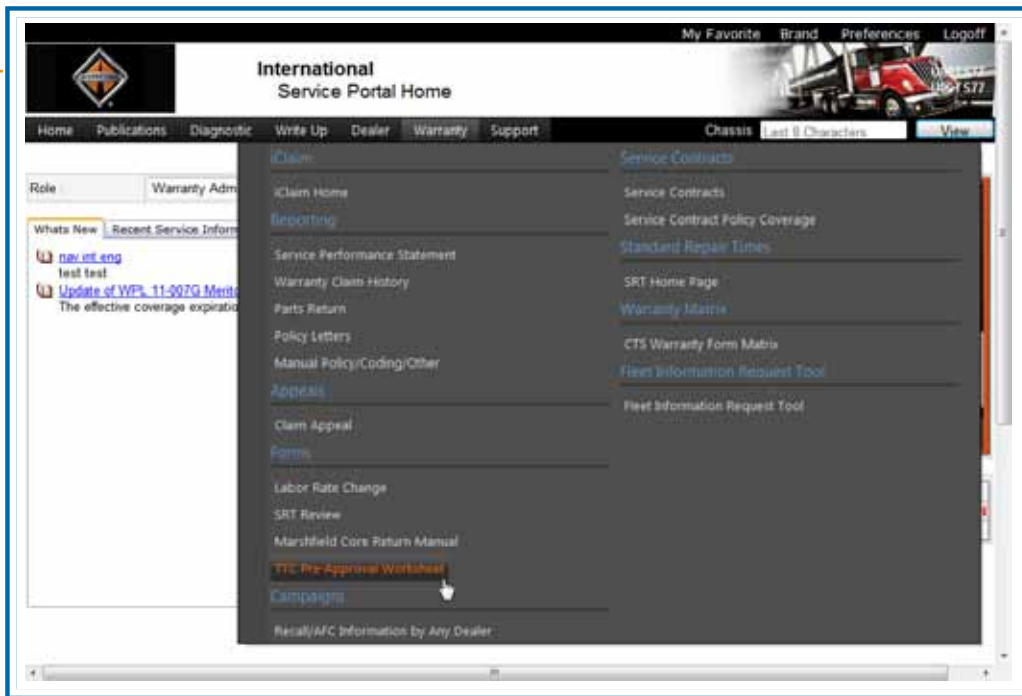 My Favorite Brand Preferences Logoff
International
Service Portal Home
Home Publications Diagnostic Write Up Dealer Warranty Support Chassis Last 8 Characters View
iClaim Service Contracts
Role Warranty Adm iClaim Home Service Contracts
Reporting Service Contract Policy Coverage
Whats New Recent Service Inform
Standard Repair Times
nav int eng Service Performance Statement
test test
Warranty Claim History SRT Home Page
Update of WPL 11-007G Merito
The effective coverage expiratio Parts Return Warranty Matrix
Policy Letters CTS Warranty Form Matrix
Manual Policy/Coding/Other Fleet Information Request Tool
Appeals
Fleet Information Request Tool
Claim Appeal
Forms
Labor Rate Change
SRT Review
Marshfield Core Return Manual
TTC Pre-Approval Worksheet
Campaigns
Recall/AFC Information by Any Dealer